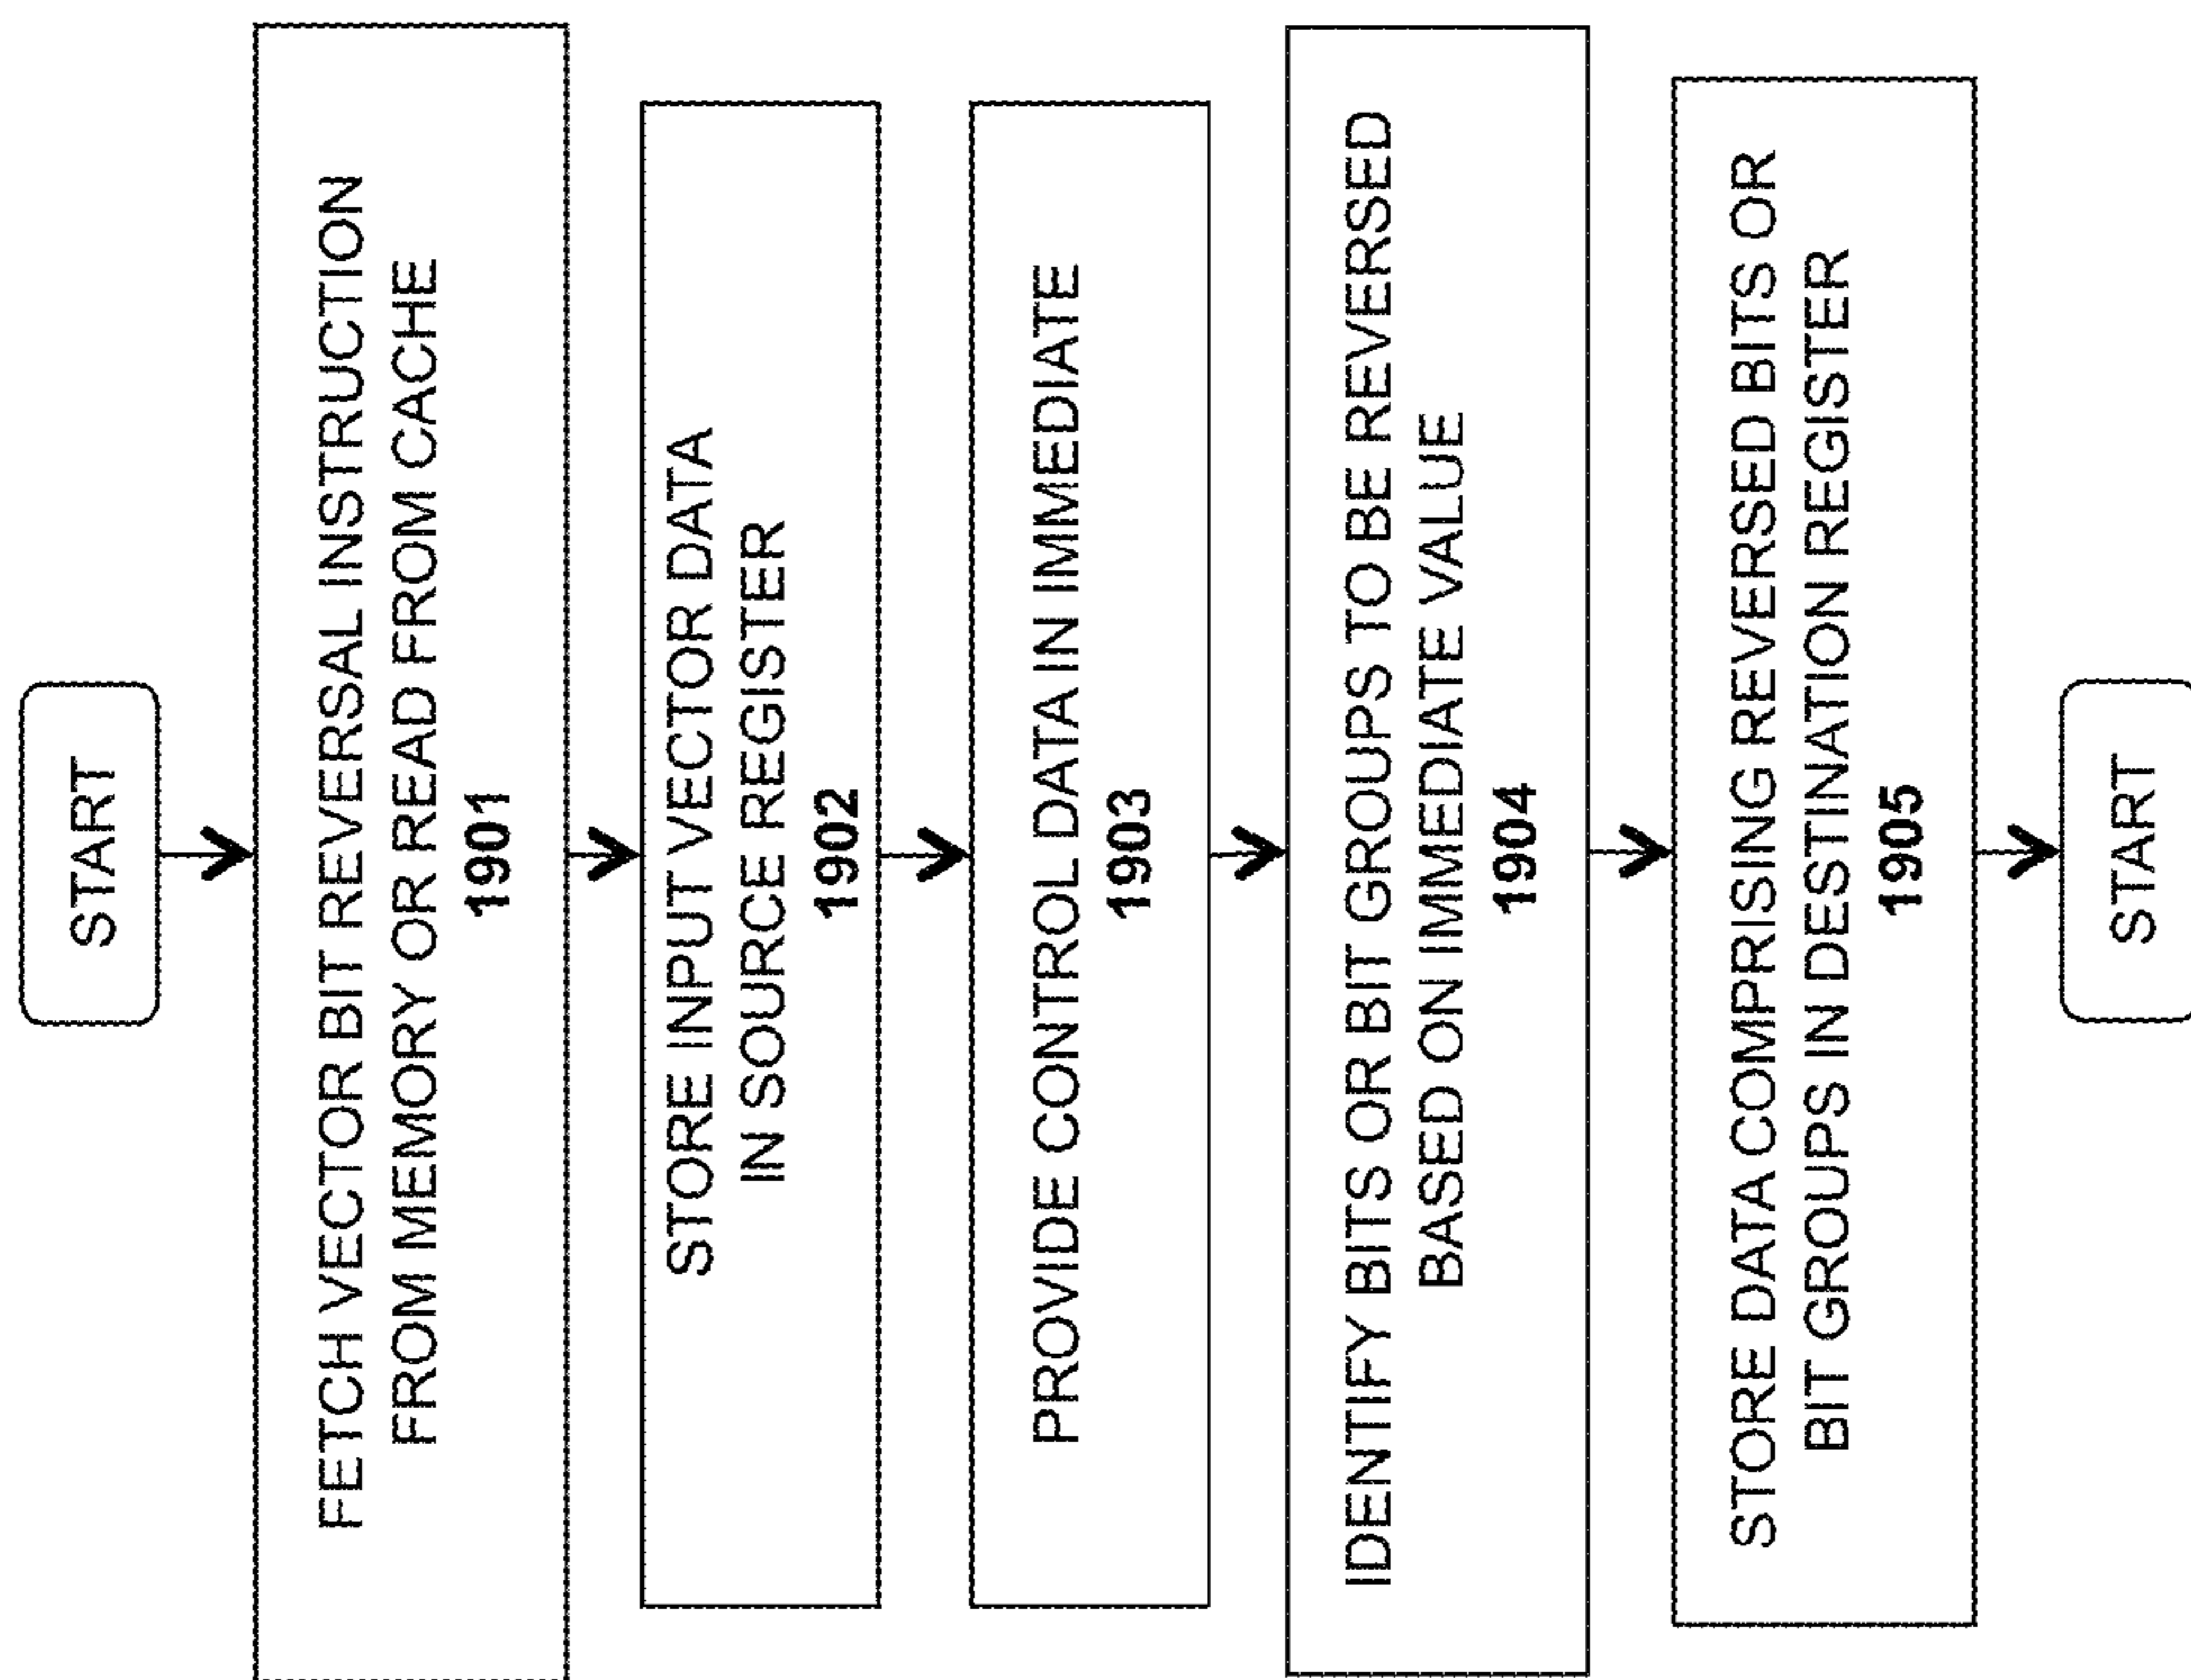 START
FETCH VECTOR BIT REVERSAL INSTRUCTION
FROM MEMORY OR READ FROM CACHE
1901
STORE INPUT VECTOR DATA
IN SOURCE REGISTER
1902
PROVIDE CONTROL DATA IN IMMEDIATE
1903
IDENTIFY BITS OR BIT GROUPS TO BE REVERSED
BASED ON IMMEDIATE VALUE
1904
STORE DATA COMPRISING REVERSED BITS OR
BIT GROUPS IN DESTINATION REGISTER
1905
START